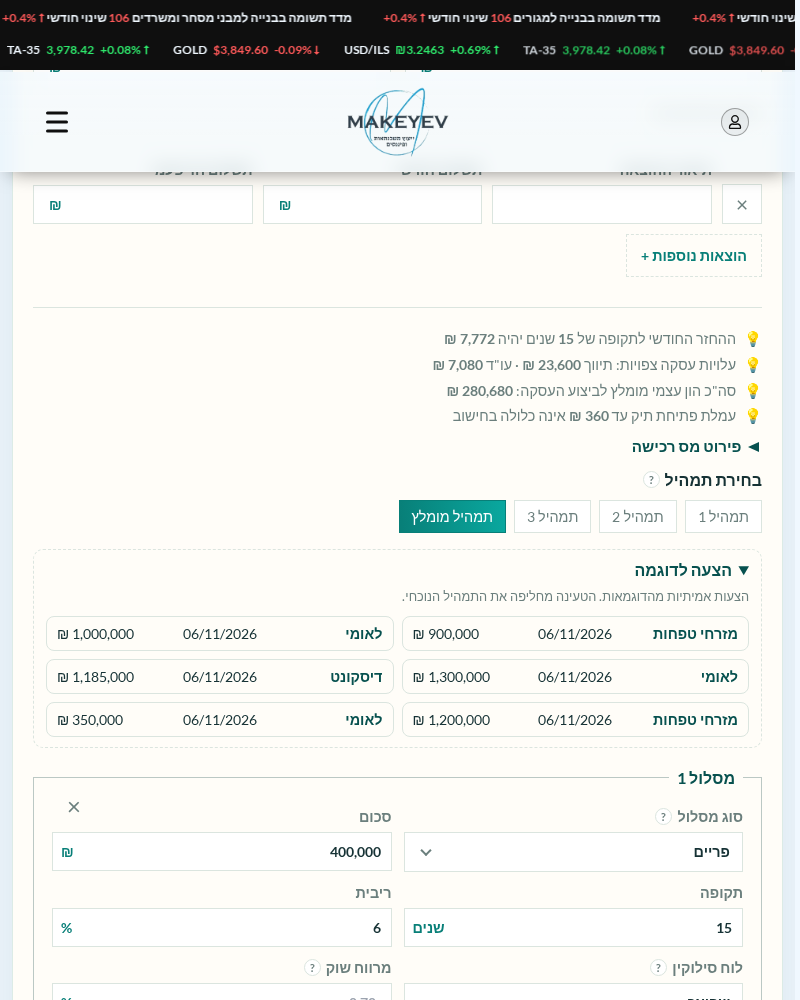 שינוי חודשי ↑ +0.4% מדד תשומה בבנייה למגורים 106 שינוי חודשי ↑ +0.4% מדד תשומה בבנייה למבני מסחר ומשרדים 106 שינוי חודשי ↑ +0.4%
TA-35 3,978.42 +0.08% ↑ GOLD $3,849.60 -0.09% ↓ USD/ILS ₪3.2463 +0.69% ↑ TA-35 3,978.42 +0.08% ↑ GOLD $3,849.60
MAKEYEV
ייעוץ משכנתאות
ופיננסים
₪ ₪
הוצאות נוספות +
💡 ההחזר החודשי לתקופה של 15 שנים יהיה 7,772 ₪
💡 עלויות עסקה צפויות: תיווך 23,600 ₪ · עו"ד 7,080 ₪
💡 סה"כ הון עצמי מומלץ לביצוע העסקה: 280,680 ₪
💡 עמלת פתיחת תיק עד 360 ₪ אינה כלולה בחישוב
◀ פירוט מס רכישה
בחירת תמהיל ?
תמהיל 1 תמהיל 2 תמהיל 3 תמהיל מומלץ
▼ הצעה לדוגמה
הצעות אמיתיות מהדוגמאות. הטעינה מחליפה את התמהיל הנוכחי.
מזרחי טפחות 06/11/2026 900,000 ₪ לאומי 06/11/2026 1,000,000 ₪
לאומי 06/11/2026 1,300,000 ₪ דיסקונט 06/11/2026 1,185,000 ₪
מזרחי טפחות 06/11/2026 1,200,000 ₪ לאומי 06/11/2026 350,000 ₪
מסלול 1
סוג מסלול ? סכום
פריים 400,000 ₪
תקופה ריבית
15 שנים 6 %
לוח סילוקין ? מרווח שוק ?